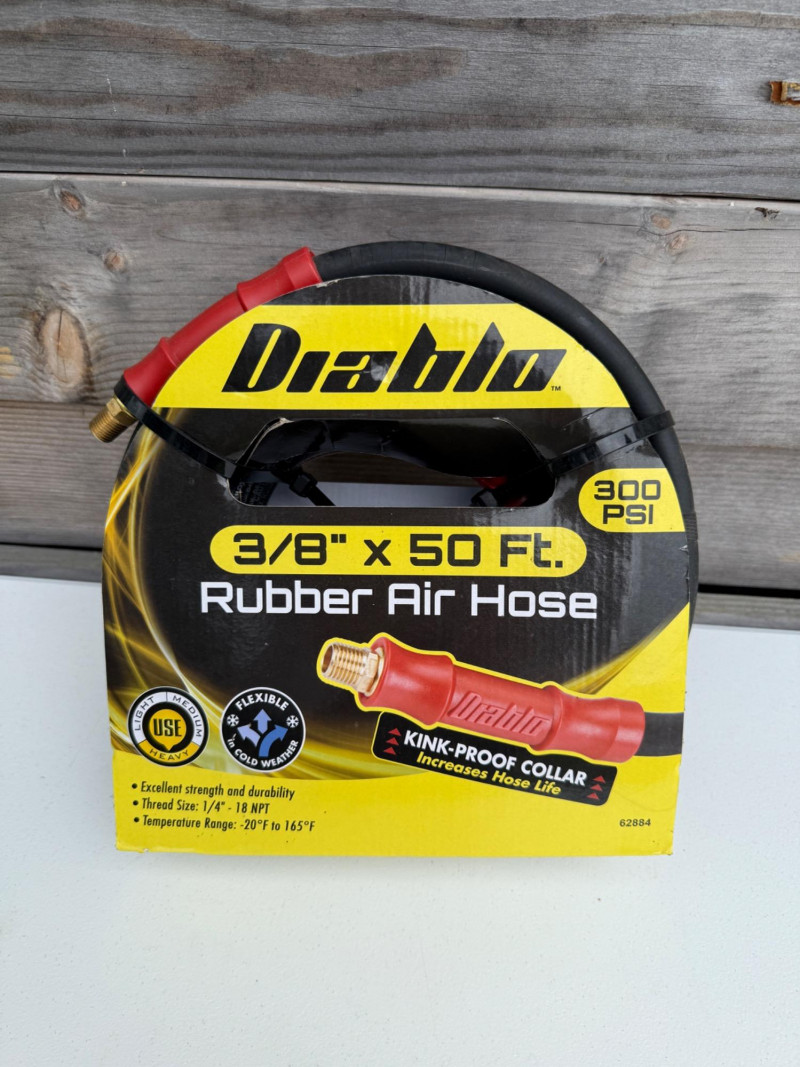 Diablo™
300
PSI
3/8" x 50 Ft.
Rubber Air Hose
Diablo
LIGHT MEDIUM
USE
HEAVY
FLEXIBLE
in COLD WEATHER
KINK-PROOF COLLAR
Increases Hose Life
• Excellent strength and durability
• Thread Size: 1/4" - 18 NPT
• Temperature Range: -20°F to 165°F
62884